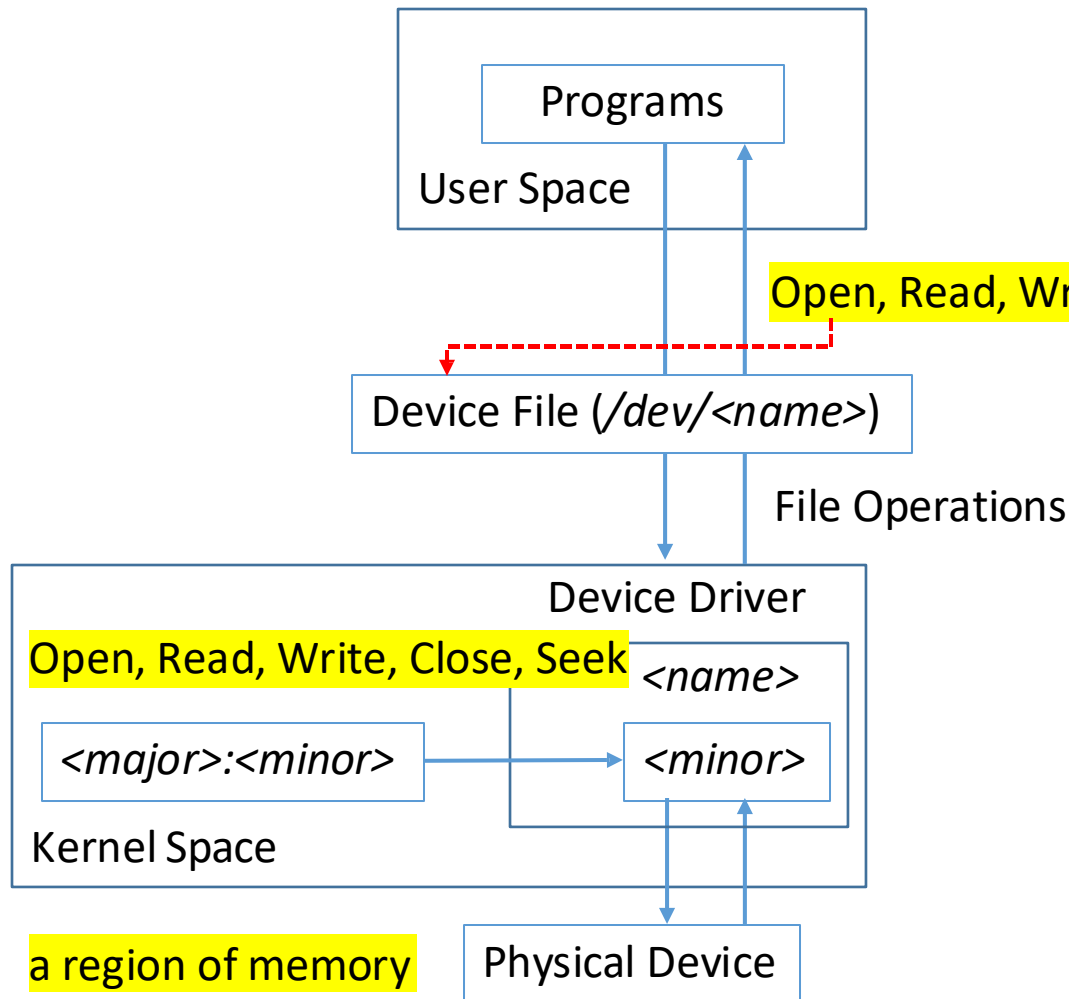 Programs
User Space
Open, Read, Wr
Device File (/dev/<name>)
File Operations
Device Driver
Open, Read, Write, Close, Seek
<name>
<major>:<minor>
<minor>
Kernel Space
a region of memory
Physical Device